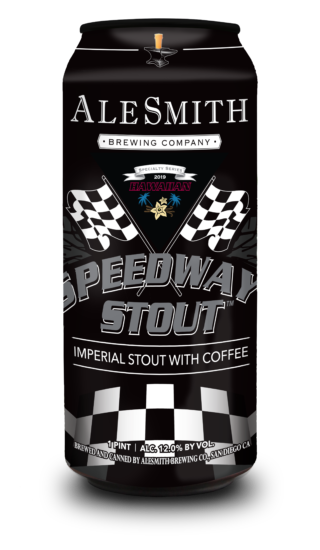 ALESMITH
• BREWING COMPANY •
SPECIALTY SERIES
2019
HAWAIIAN
SPEEDWAY
STOUT™
IMPERIAL STOUT WITH COFFEE
1 PINT | ALC. 12.0% BY VOL.
BREWED AND CANNED BY ALESMITH BREWING CO., SAN DIEGO CA